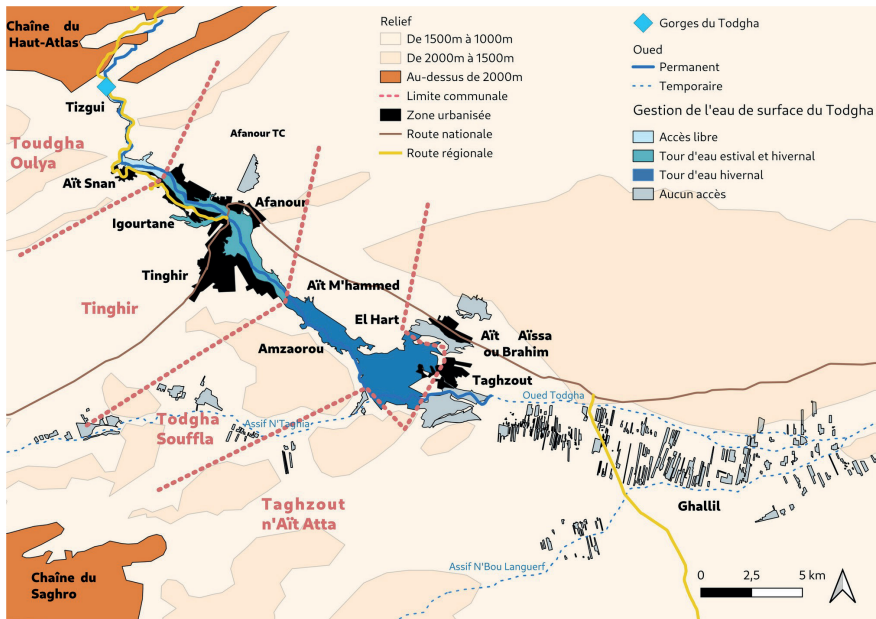 Chaîne du
Haut-Atlas
Tizgui
Toudgha
Oulya
Aït Snan
Afanour TC
Afanour
Igourtane
Tinghir
Tinghir
Aït M'hammed
El Hart
Amzaorou
Aït Aïssa
ou Brahim
Taghzout
Oued Todgha
Todgha
Souffla
Assif N'Taghia
Taghzout
n'Aït Atta
Ghallil
Assif N'Bou Languerf
Chaîne du
Saghro
Relief
De 1500m à 1000m
De 2000m à 1500m
Au-dessus de 2000m
Limite communale
Zone urbanisée
Route nationale
Route régionale
Gorges du Todgha
Oued
Permanent
Temporaire
Gestion de l'eau de surface du Todgha
Accès libre
Tour d'eau estival et hivernal
Tour d'eau hivernal
Aucun accès
0 2,5 5 km